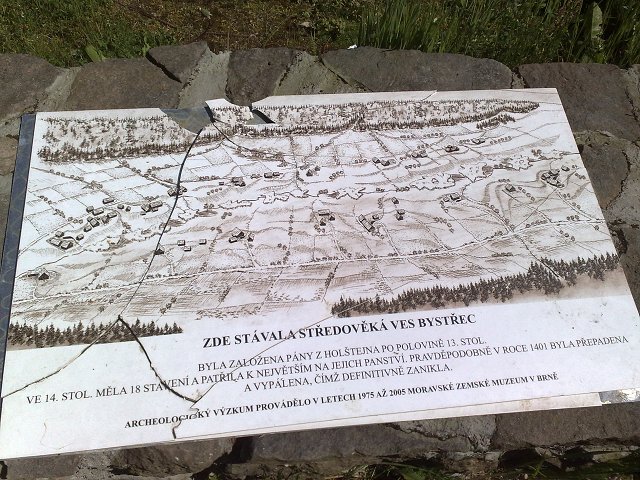 ZDE STÁVALA STŘEDOVĚKÁ VES BYSTŘEC
BYLA ZALOŽENA PÁNY Z HOLŠTEJNA PO POLOVINĚ 13. STOL.
VE 14. STOL. MĚLA 18 STAVENÍ A PATŘILA K NEJVĚTŠÍM NA JEJICH PANSTVÍ. PRAVDĚPODOBNĚ V ROCE 1401 BYLA PŘEPADENA
A VYPÁLENA, ČÍMŽ DEFINITIVNĚ ZANIKLA.
ARCHEOLOGICKÝ VÝZKUM PROVÁDĚLO V LETECH 1975 AŽ 2005 MORAVSKÉ ZEMSKÉ MUZEUM V BRNĚ